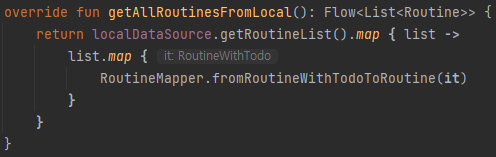 override fun getAllRoutinesFromLocal(): Flow<List<Routine>> {
    return localDataSource.getRoutineList().map { list ->
        list.map { it: RoutineWithTodo
            RoutineMapper.fromRoutineWithTodoToRoutine(it)
        }
    }
}